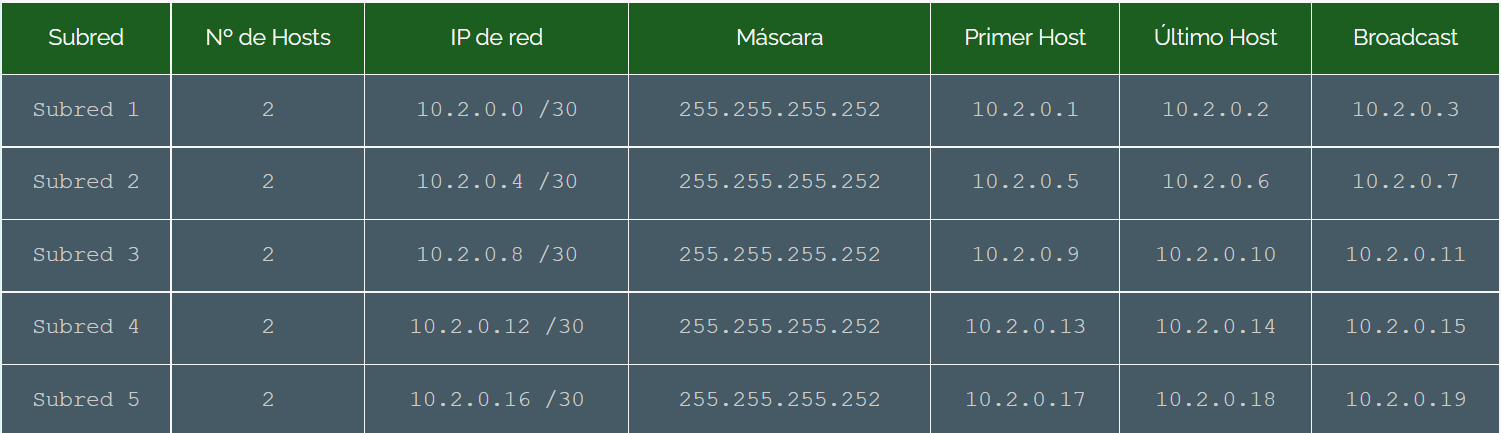 Subred Nº de Hosts IP de red Máscara Primer Host Último Host Broadcast
Subred 1 2 10.2.0.0 /30 255.255.255.252 10.2.0.1 10.2.0.2 10.2.0.3
Subred 2 2 10.2.0.4 /30 255.255.255.252 10.2.0.5 10.2.0.6 10.2.0.7
Subred 3 2 10.2.0.8 /30 255.255.255.252 10.2.0.9 10.2.0.10 10.2.0.11
Subred 4 2 10.2.0.12 /30 255.255.255.252 10.2.0.13 10.2.0.14 10.2.0.15
Subred 5 2 10.2.0.16 /30 255.255.255.252 10.2.0.17 10.2.0.18 10.2.0.19